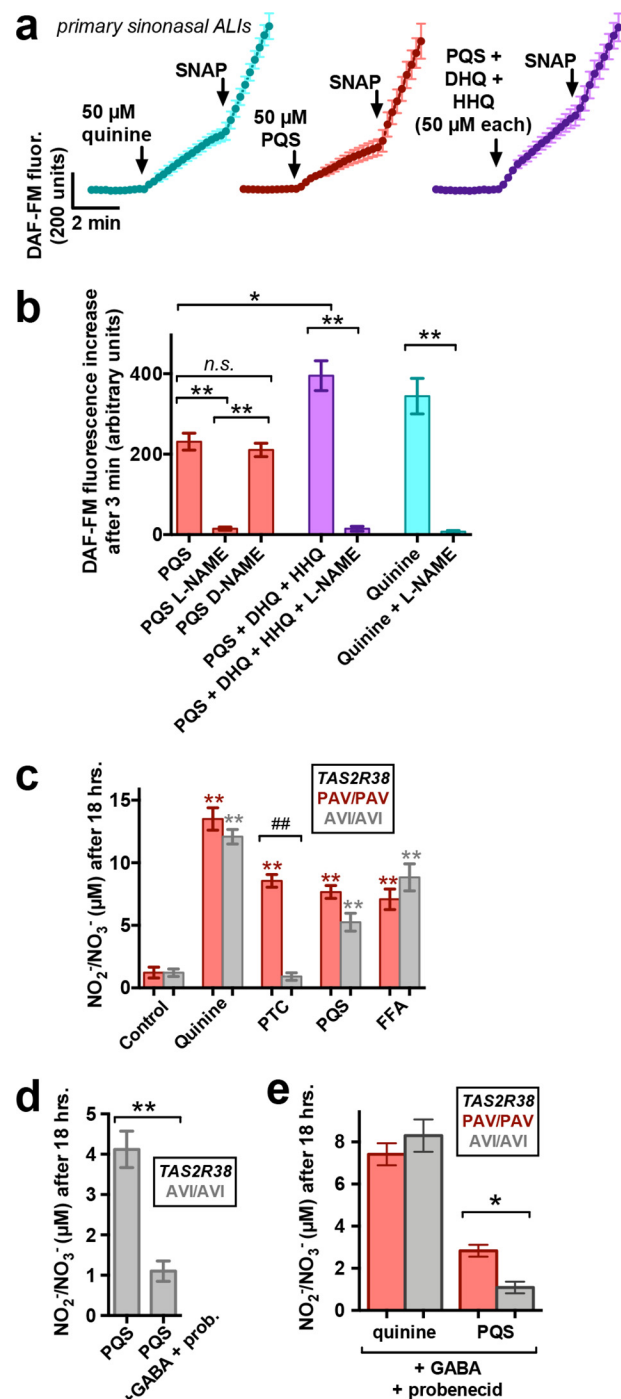 a
primary sinonasal ALIs
SNAP
50 µM
quinine
SNAP
50 µM
PQS
PQS +
DHQ +
HHQ
(50 µM each)
SNAP
DAF-FM fluor.
(200 units)
2 min
b
DAF-FM fluorescence increase
after 3 min (arbitrary units)
400
200
0
*
**
**
n.s.
**
**
PQS
PQS L-NAME
PQS D-NAME
PQS + DHQ + HHQ
PQS + DHQ + HHQ + L-NAME
Quinine
Quinine + L-NAME
c
NO2-/NO3- (µM) after 18 hrs.
15
10
5
0
TAS2R38
PAV/PAV
AVI/AVI
**
**
##
**
**
**
**
**
Control
Quinine
PTC
PQS
FFA
d
NO2-/NO3- (µM) after 18 hrs.
5
4
3
2
1
0
**
TAS2R38
AVI/AVI
PQS
PQS
+GABA + prob.
e
NO2-/NO3- (µM) after 18 hrs.
8
6
4
2
0
TAS2R38
PAV/PAV
AVI/AVI
*
quinine
PQS
+ GABA
+ probenecid